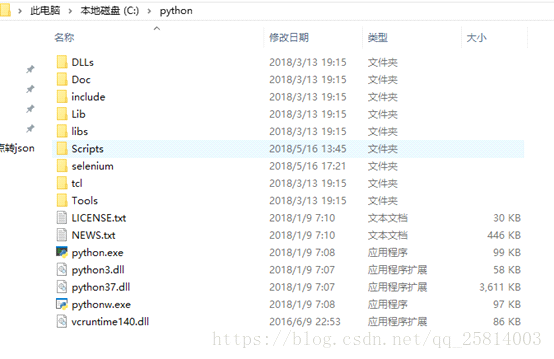 此电脑 › 本地磁盘 (C:) › python
名称 修改日期 类型 大小
DLLs 2018/3/13 19:15 文件夹
Doc 2018/3/13 19:15 文件夹
include 2018/3/13 19:15 文件夹
Lib 2018/3/13 19:15 文件夹
libs 2018/3/13 19:15 文件夹
点转json Scripts 2018/5/16 13:45 文件夹
selenium 2018/5/16 17:21 文件夹
tcl 2018/3/13 19:15 文件夹
Tools 2018/3/13 19:15 文件夹
LICENSE.txt 2018/1/9 7:10 文本文档 30 KB
NEWS.txt 2018/1/9 7:10 文本文档 446 KB
python.exe 2018/1/9 7:08 应用程序 99 KB
python3.dll 2018/1/9 7:07 应用程序扩展 58 KB
python37.dll 2018/1/9 7:07 应用程序扩展 3,611 KB
pythonw.exe 2018/1/9 7:08 应用程序 97 KB
vcruntime140.dll 2016/6/9 22:53 应用程序扩展 86 KB
https://blog.csdn.net/qq_25814003